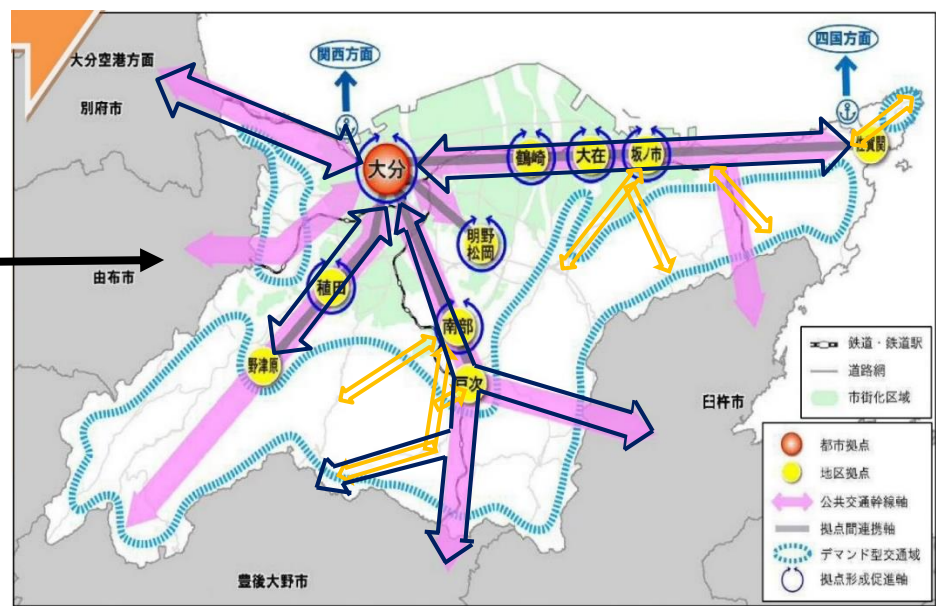 関西方面
四国方面
大分空港方面
別府市
大分
鶴崎
大在
坂ノ市
佐賀関
明野
松岡
由布市
稙田
南部
野津原
戸次
臼杵市
豊後大野市
鉄道・鉄道駅
道路網
市街化区域
都市拠点
地区拠点
公共交通幹線軸
拠点間連携軸
デマンド型交通域
拠点形成促進軸